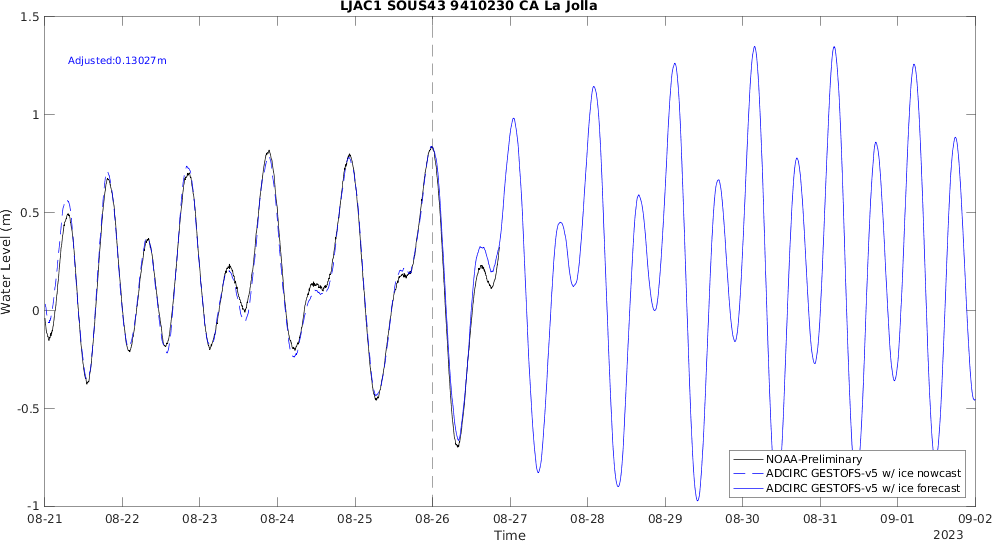 LJAC1 SOUS43 9410230 CA La Jolla
Adjusted:0.13027m
1.5
1
0.5
0
-0.5
-1
Water Level (m)
08-21 08-22 08-23 08-24 08-25 08-26 08-27 08-28 08-29 08-30 08-31 09-01 09-02
Time
2023
NOAA-Preliminary
ADCIRC GESTOFS-v5 w/ ice nowcast
ADCIRC GESTOFS-v5 w/ ice forecast